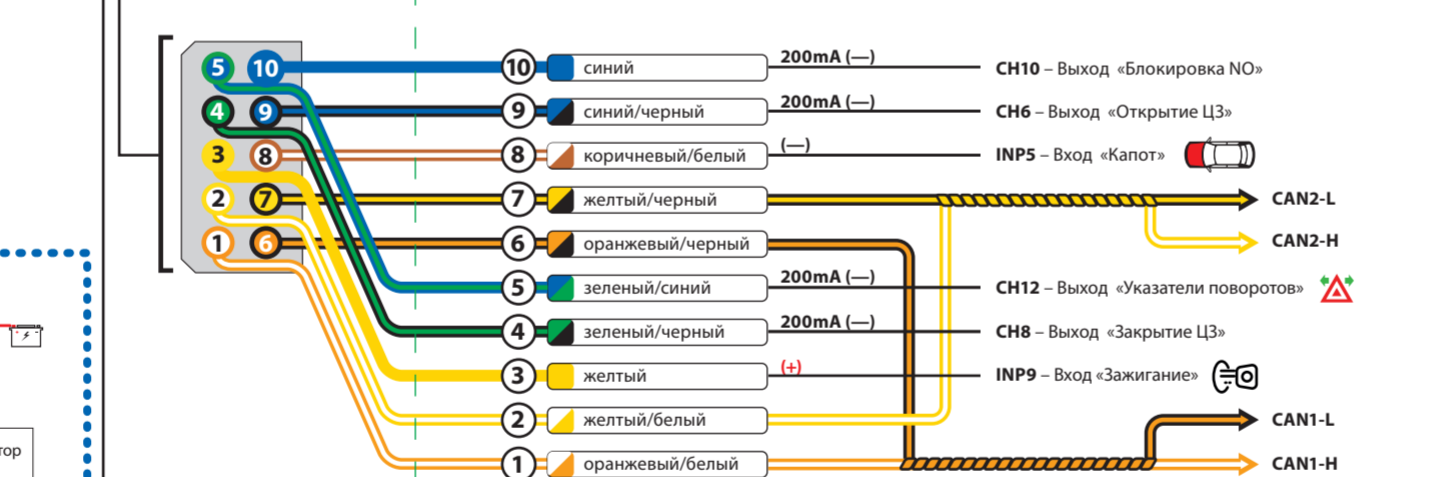 5 10 10 синий 200mA (—) CH10 – Выход «Блокировка NO»
4 9 9 синий/черный 200mA (—) CH6 – Выход «Открытие ЦЗ»
3 8 8 коричневый/белый (—) INP5 – Вход «Капот»
2 7 7 желтый/черный CAN2-L
1 6 6 оранжевый/черный CAN2-H
5 зеленый/синий 200mA (—) CH12 – Выход «Указатели поворотов»
4 зеленый/черный 200mA (—) CH8 – Выход «Закрытие ЦЗ»
3 желтый (+) INP9 – Вход «Зажигание»
2 желтый/белый CAN1-L
тор
1 оранжевый/белый CAN1-H